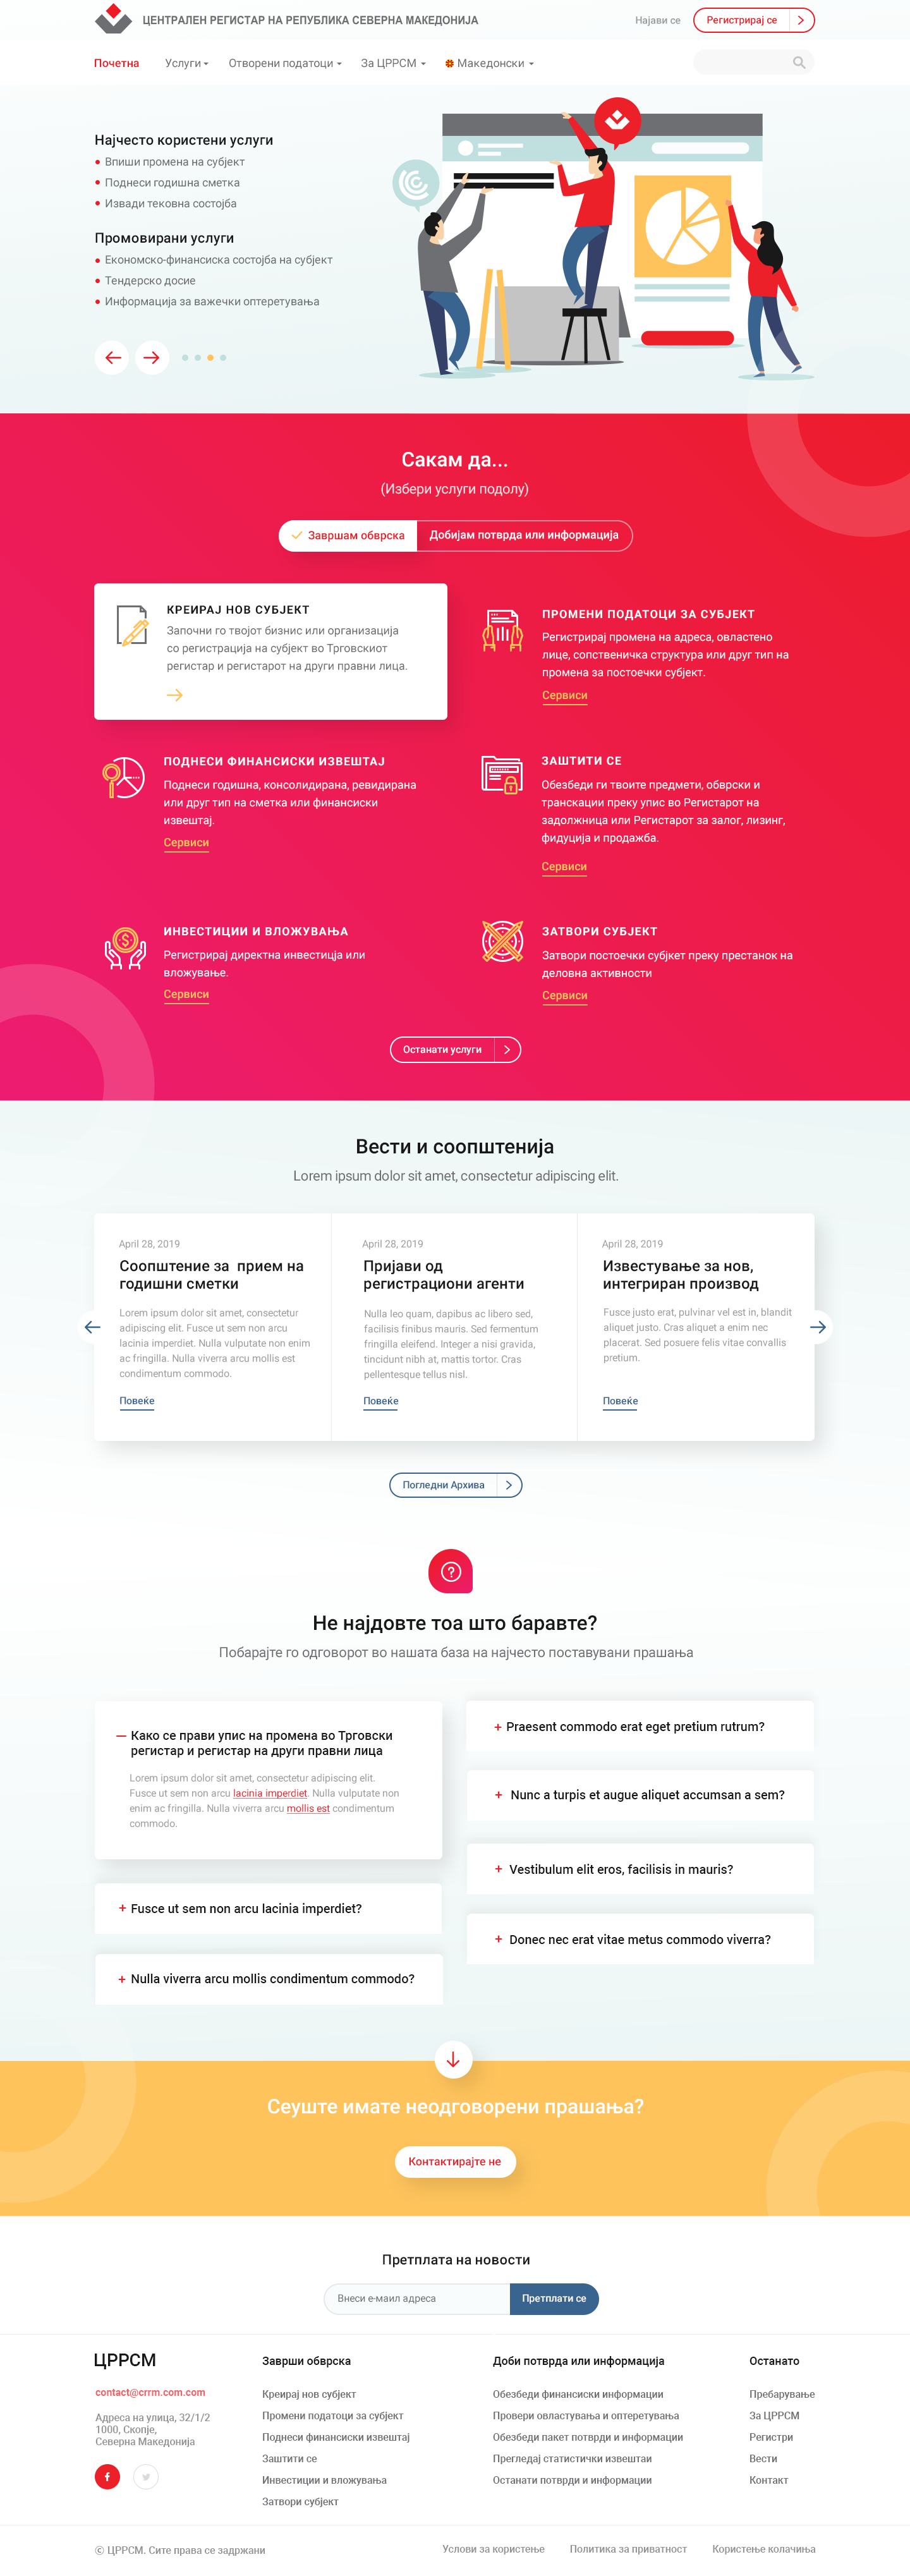 ЦЕНТРАЛЕН РЕГИСТАР НА РЕПУБЛИКА СЕВЕРНА МАКЕДОНИЈА
Најави се
Регистрирај се
Почетна
Услуги
Отворени податоци
За ЦРРСМ
Македонски
Најчесто користени услуги
Впиши промена на субјект
Поднеси годишна сметка
Извади тековна состојба
Промовирани услуги
Економско-финансиска состојба на субјект
Тендерско досие
Информација за важечки оптеретувања
Сакам да...
(Избери услуги подолу)
Завршам обврска
Добијам потврда или информација
КРЕИРАЈ НОВ СУБЈЕКТ
Започни го твојот бизнис или организација
со регистрација на субјект во Трговскиот
регистар и регистарот на други правни лица.
ПРОМЕНИ ПОДАТОЦИ ЗА СУБЈЕКТ
Регистрирај промена на адреса, овластено
лице, сопственичка структура или друг тип на
промена за постоечки субјект.
Сервиси
ПОДНЕСИ ФИНАНСИСКИ ИЗВЕШТАЈ
Поднеси годишна, консолидирана, ревидирана
или друг тип на сметка или финансиски
извештај.
Сервиси
ЗАШТИТИ СЕ
Обезбеди ги твоите предмети, обврски и
транскации преку упис во Регистарот на
задолжница или Регистарот за залог, лизинг,
фидуција и продажба.
Сервиси
ИНВЕСТИЦИИ И ВЛОЖУВАЊА
Регистрирај директна инвестицја или
вложување.
Сервиси
ЗАТВОРИ СУБЈЕКТ
Затвори постоечки субјкет преку престанок на
деловна активности
Сервиси
Останати услуги
Вести и соопштенија
Lorem ipsum dolor sit amet, consectetur adipiscing elit.
April 28, 2019
Соопштение за  прием на
годишни сметки
Lorem ipsum dolor sit amet, consectetur
adipiscing elit. Fusce ut sem non arcu
lacinia imperdiet. Nulla vulputate non enim
ac fringilla. Nulla viverra arcu mollis est
condimentum commodo.
Повеќе
April 28, 2019
Пријави од
регистрациони агенти
Nulla leo quam, dapibus ac libero sed,
facilisis finibus mauris. Sed fermentum
fringilla eleifend. Integer a nisi gravida,
tincidunt nibh at, mattis tortor. Cras
pellentesque tellus nisl.
Повеќе
April 28, 2019
Известување за нов,
интегриран производ
Fusce justo erat, pulvinar vel est in, blandit
aliquet justo. Cras aliquet a enim nec
placerat. Sed posuere felis vitae convallis
pretium.
Повеќе
Погледни Архива
Не најдовте тоа што баравте?
Побарајте го одговорот во нашата база на најчесто поставувани прашања
Како се прави упис на промена во Трговски
регистар и регистар на други правни лица
Lorem ipsum dolor sit amet, consectetur adipiscing elit.
Fusce ut sem non arcu lacinia imperdiet. Nulla vulputate non
enim ac fringilla. Nulla viverra arcu mollis est condimentum
commodo.
+ Fusce ut sem non arcu lacinia imperdiet?
+ Nulla viverra arcu mollis condimentum commodo?
+ Praesent commodo erat eget pretium rutrum?
+ Nunc a turpis et augue aliquet accumsan a sem?
+ Vestibulum elit eros, facilisis in mauris?
+ Donec nec erat vitae metus commodo viverra?
Сеуште имате неодговорени прашања?
Контактирајте не
Претплата на новости
Внеси е-маил адреса
Претплати се
ЦРРСМ
contact@crrm.com.com
Адреса на улица, 32/1/2
1000, Скопје,
Северна Македонија
Заврши обврска
Креирај нов субјект
Промени податоци за субјект
Поднеси финансиски извештај
Заштити се
Инвестиции и вложувања
Затвори субјект
Доби потврда или информација
Обезбеди финансиски информации
Провери овластувања и оптеретувања
Обезбеди пакет потврди и информации
Прегледај статистички извештаи
Останати потврди и информации
Останато
Пребарување
За ЦРРСМ
Регистри
Вести
Контакт
© ЦРРСМ. Сите права се задржани
Услови за користење
Политика за приватност
Користење колачиња